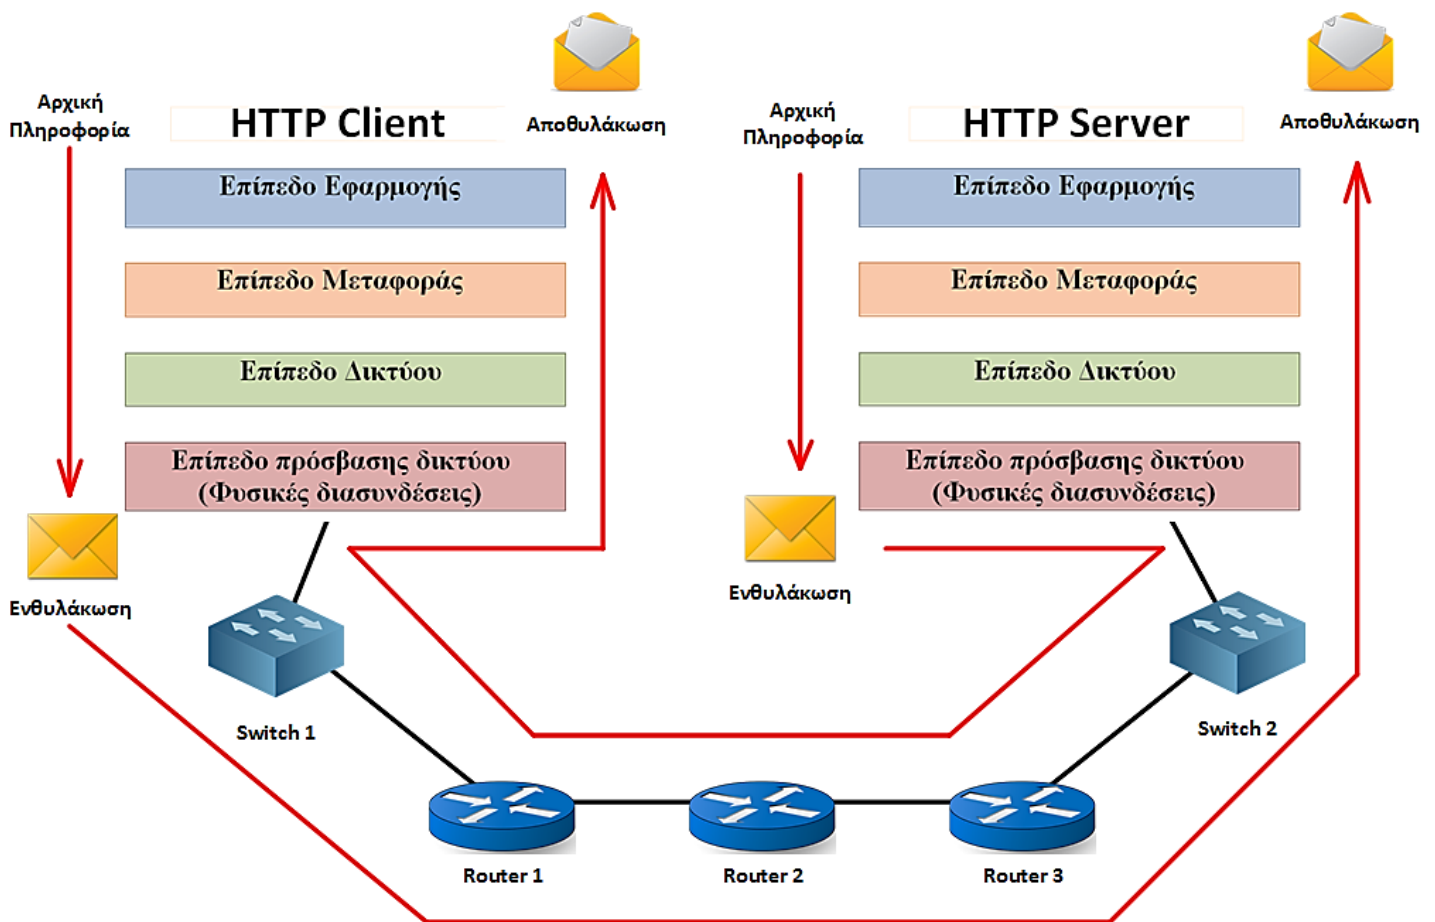 Αρχική
Πληροφορία
HTTP Client
Αποθυλάκωση
Αρχική
Πληροφορία
HTTP Server
Αποθυλάκωση
Επίπεδο Εφαρμογής
Επίπεδο Μεταφοράς
Επίπεδο Δικτύου
Επίπεδο πρόσβασης δικτύου
(Φυσικές διασυνδέσεις)
Ενθυλάκωση
Επίπεδο Εφαρμογής
Επίπεδο Μεταφοράς
Επίπεδο Δικτύου
Επίπεδο πρόσβασης δικτύου
(Φυσικές διασυνδέσεις)
Ενθυλάκωση
Switch 1
Switch 2
Router 1
Router 2
Router 3